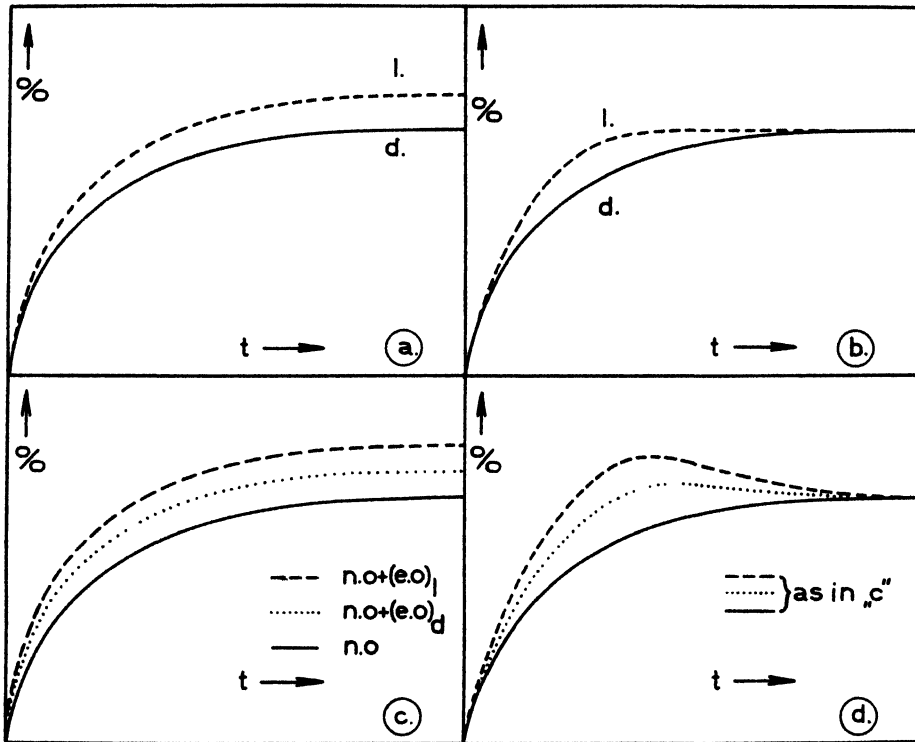 %
l.
d.
t
a.
%
l.
d.
t
b.
%
n.o+(e.o)l
n.o+(e.o)d
n.o
t
c.
%
as in „c”
t
d.